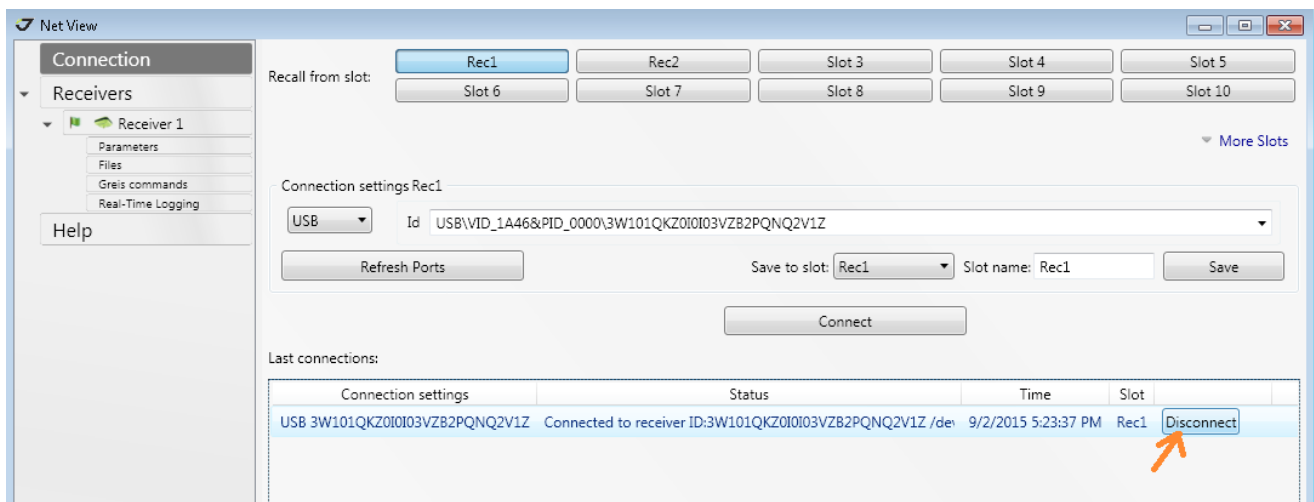 Net View
Connection
Receivers
Receiver 1
Parameters
Files
Greis commands
Real-Time Logging
Help
Recall from slot:
Rec1 Rec2 Slot 3 Slot 4 Slot 5
Slot 6 Slot 7 Slot 8 Slot 9 Slot 10
More Slots
Connection settings Rec1
USB Id USB\VID_1A46&PID_0000\3W101QKZ0I0I03VZB2PQNQ2V1Z
Refresh Ports Save to slot: Rec1 Slot name: Rec1 Save
Connect
Last connections:
Connection settings Status Time Slot
USB 3W101QKZ0I0I03VZB2PQNQ2V1Z Connected to receiver ID:3W101QKZ0I0I03VZB2PQNQ2V1Z /dev 9/2/2015 5:23:37 PM Rec1 Disconnect